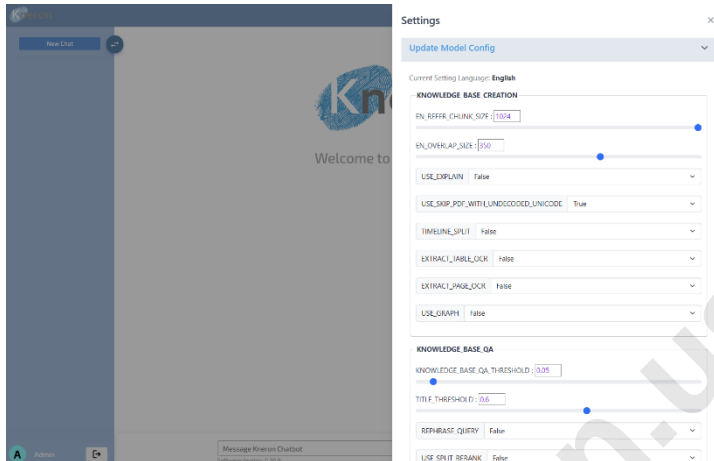 Kneron
New Chat
Kn
Welcome to
A Admin
Message Kneron Chatbot
Settings
×
Update Model Config
Current Setting Language: English
KNOWLEDGE_BASE_CREATION
EN_REFER_CHUNK_SIZE : 1024
EN_OVERLAP_SIZE : 350
USE_EXPLAIN False
USE_SKIP_PDF_WITH_UNDECODED_UNICODE True
TIMELINE_SPLIT False
EXTRACT_TABLE_OCR False
EXTRACT_PAGE_OCR False
USE_GRAPH False
KNOWLEDGE_BASE_QA
KNOWLEDGE_BASE_QA_THRESHOLD : 0.05
TITLE_THRESHOLD : 0.6
REPHRASE_QUERY False
USE_SPLIT_RERANK False